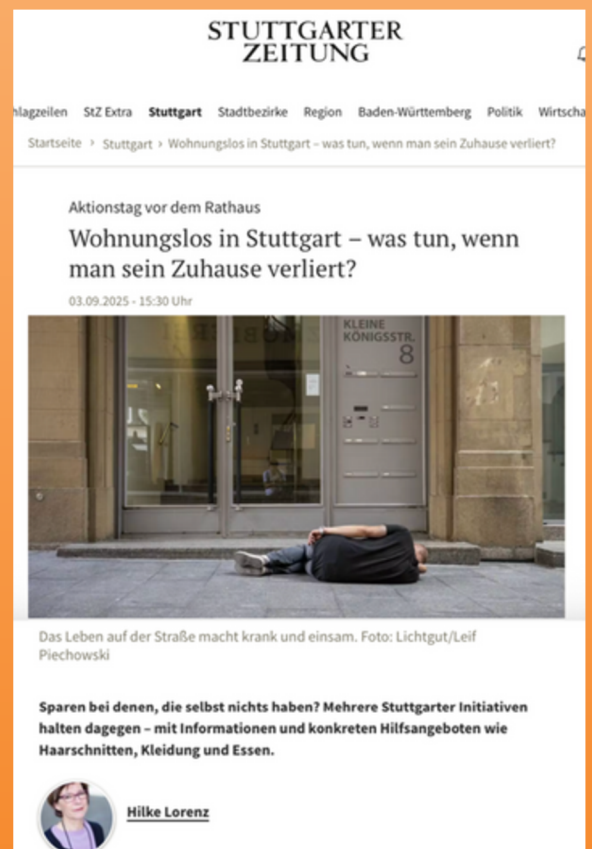 STUTTGARTER
ZEITUNG
hlagzeilen StZ Extra Stuttgart Stadtbezirke Region Baden-Württemberg Politik Wirtscha
Startseite › Stuttgart › Wohnungslos in Stuttgart – was tun, wenn man sein Zuhause verliert?
Aktionstag vor dem Rathaus
Wohnungslos in Stuttgart – was tun, wenn
man sein Zuhause verliert?
03.09.2025 - 15:30 Uhr
KLEINE
KÖNIGSSTR.
8
Das Leben auf der Straße macht krank und einsam. Foto: Lichtgut/Leif
Piechowski
Sparen bei denen, die selbst nichts haben? Mehrere Stuttgarter Initiativen
halten dagegen – mit Informationen und konkreten Hilfsangeboten wie
Haarschnitten, Kleidung und Essen.
Hilke Lorenz